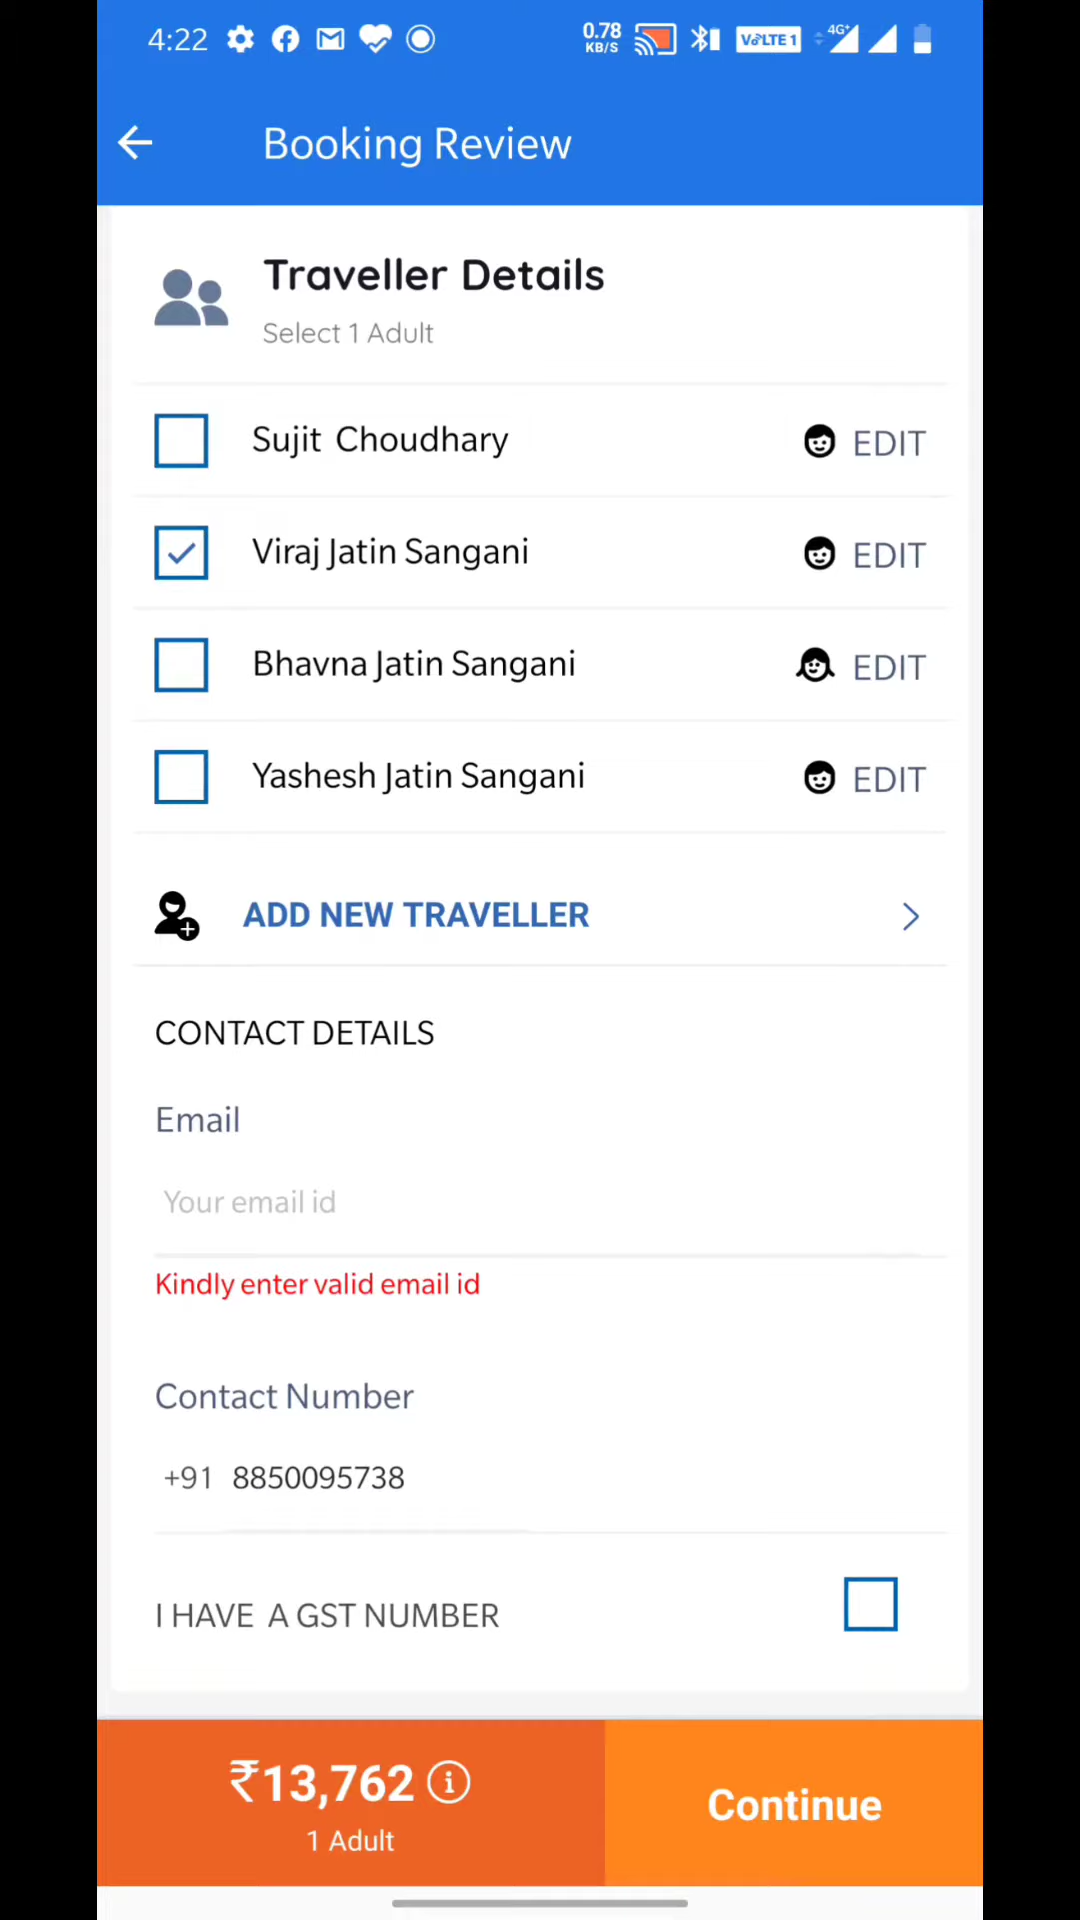 4:22
0.78
KB/S
VoLTE 1
4G+
Booking Review
Traveller Details
Select 1 Adult
Sujit Choudhary
EDIT
Viraj Jatin Sangani
EDIT
Bhavna Jatin Sangani
EDIT
Yashesh Jatin Sangani
EDIT
ADD NEW TRAVELLER
CONTACT DETAILS
Email
Your email id
Kindly enter valid email id
Contact Number
+91 8850095738
I HAVE A GST NUMBER
₹13,762
1 Adult
Continue